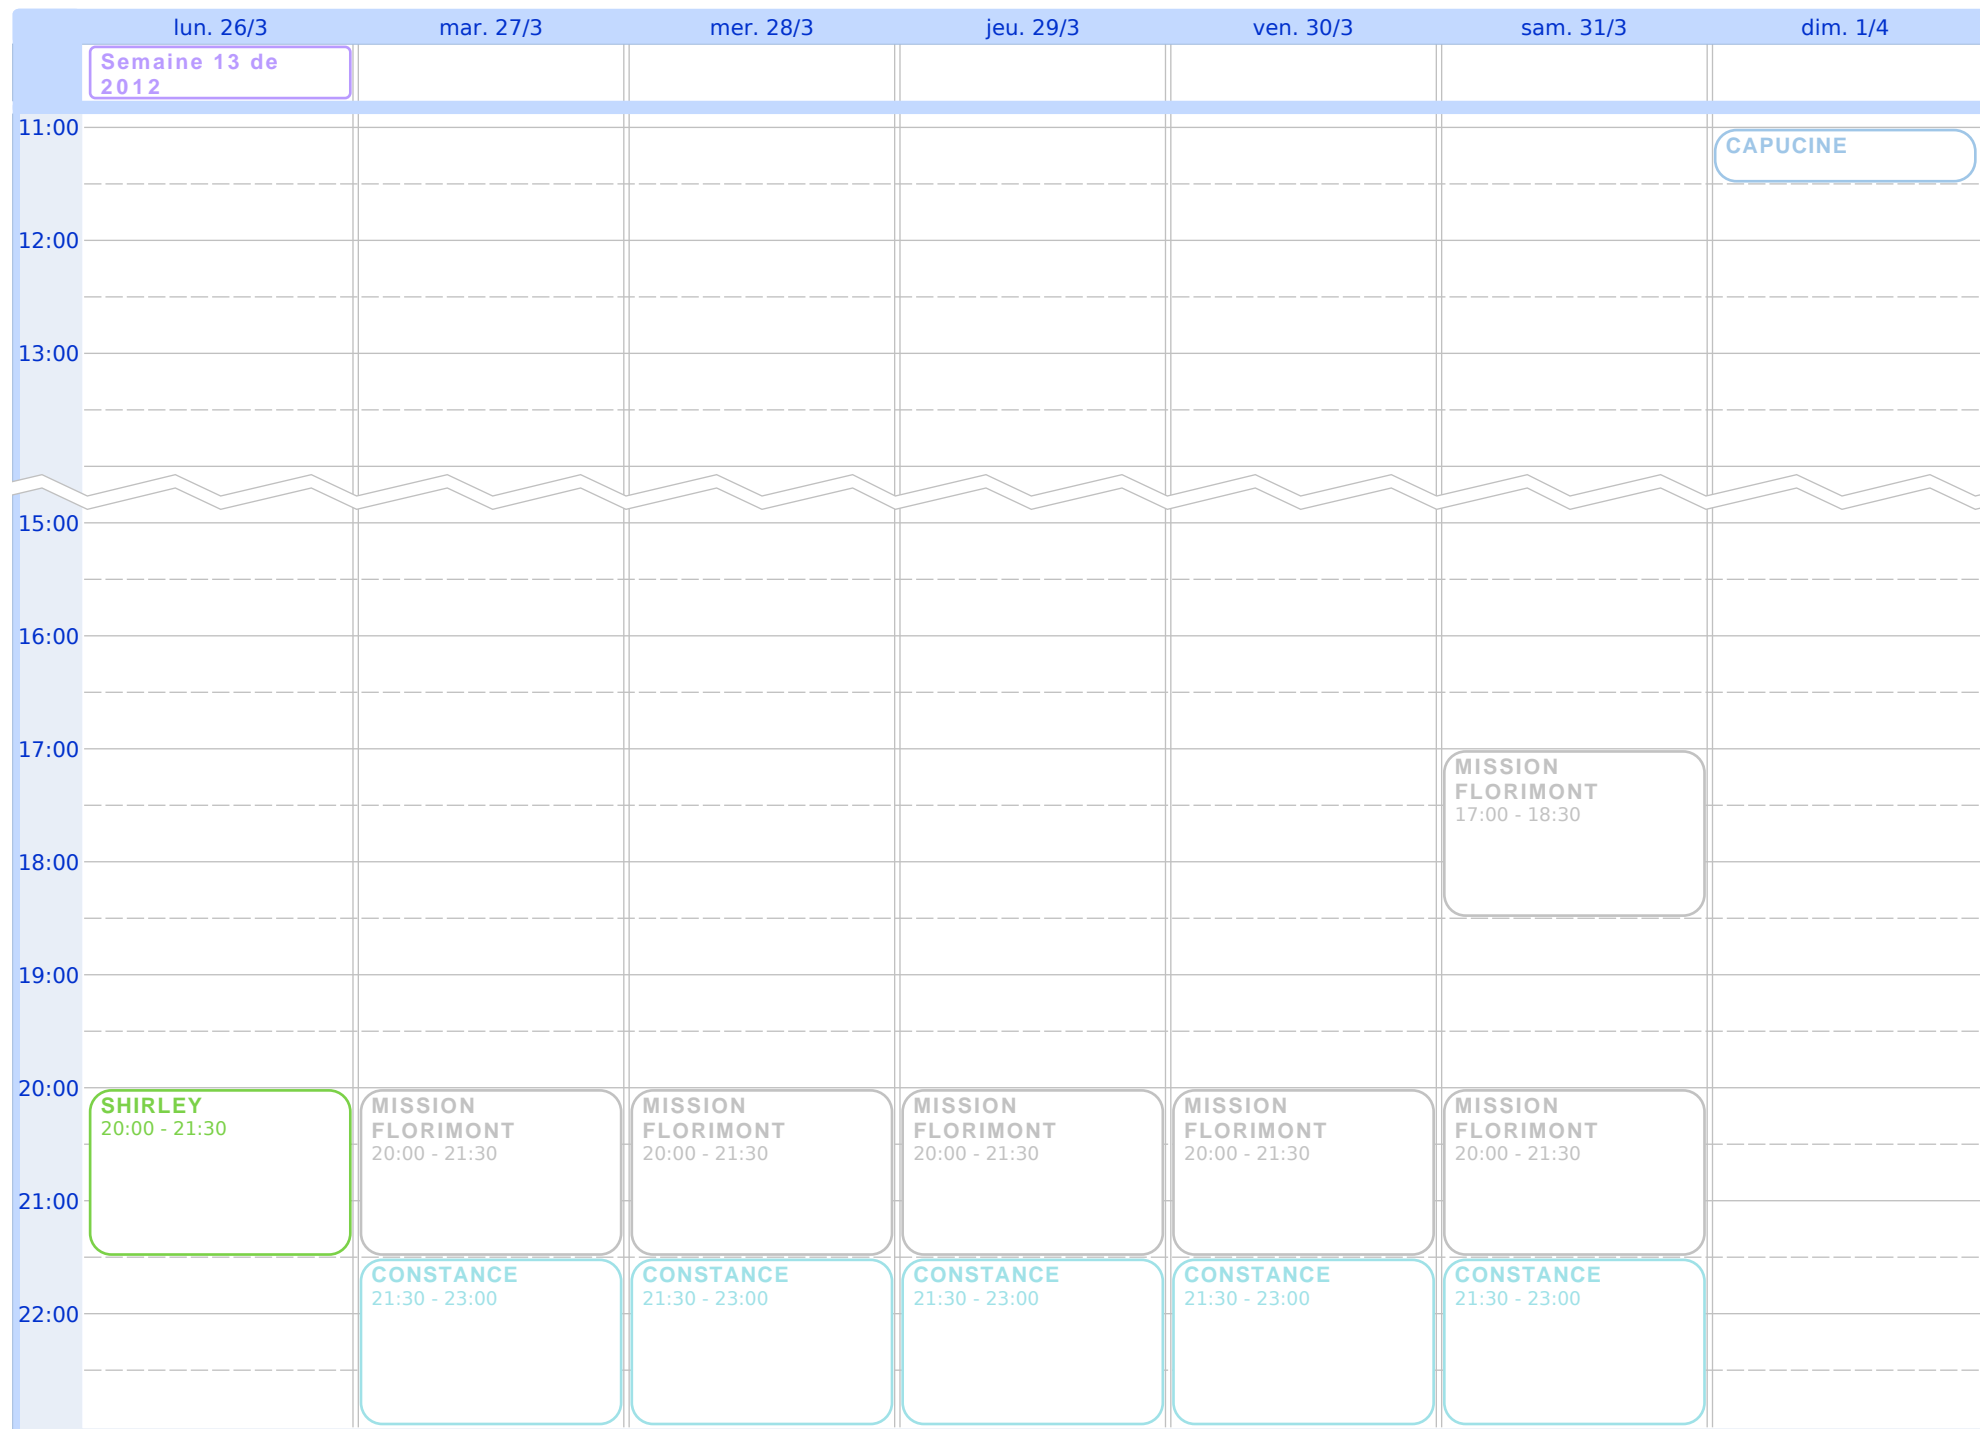 lun. 26/3 mar. 27/3 mer. 28/3 jeu. 29/3 ven. 30/3 sam. 31/3 dim. 1/4
Semaine 13 de
2012
11:00
CAPUCINE
12:00
13:00
15:00
16:00
17:00
MISSION
FLORIMONT
17:00 - 18:30
18:00
19:00
20:00
SHIRLEY
20:00 - 21:30
MISSION
FLORIMONT
20:00 - 21:30
MISSION
FLORIMONT
20:00 - 21:30
MISSION
FLORIMONT
20:00 - 21:30
MISSION
FLORIMONT
20:00 - 21:30
MISSION
FLORIMONT
20:00 - 21:30
21:00
CONSTANCE
21:30 - 23:00
CONSTANCE
21:30 - 23:00
CONSTANCE
21:30 - 23:00
CONSTANCE
21:30 - 23:00
CONSTANCE
21:30 - 23:00
22:00